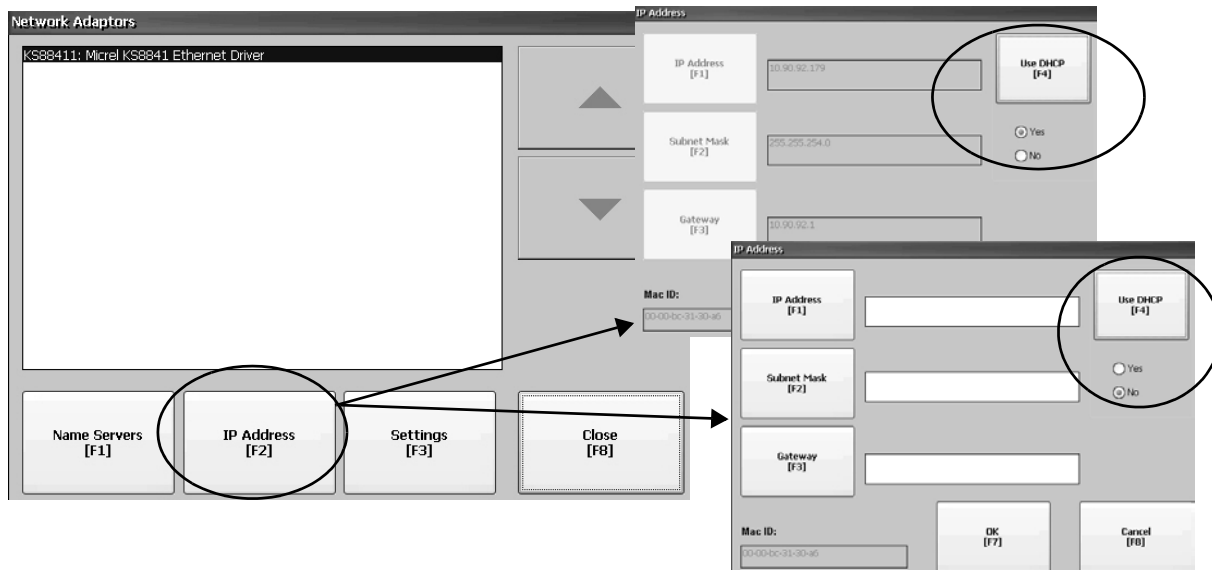 Network Adaptors
KS88411: Micrel KS8841 Ethernet Driver
Name Servers
[F1]
IP Address
[F2]
Settings
[F3]
Close
[F8]
IP Address
IP Address
[F1]
10.90.92.179
Use DHCP
[F4]
Yes
No
Subnet Mask
[F2]
255.255.254.0
Gateway
[F3]
10.90.92.1
Mac ID:
00-00-bc-31-30-a6
IP Address
IP Address
[F1]
Use DHCP
[F4]
Yes
No
Subnet Mask
[F2]
Gateway
[F3]
Mac ID:
00-00-bc-31-30-a6
OK
[F7]
Cancel
[F8]